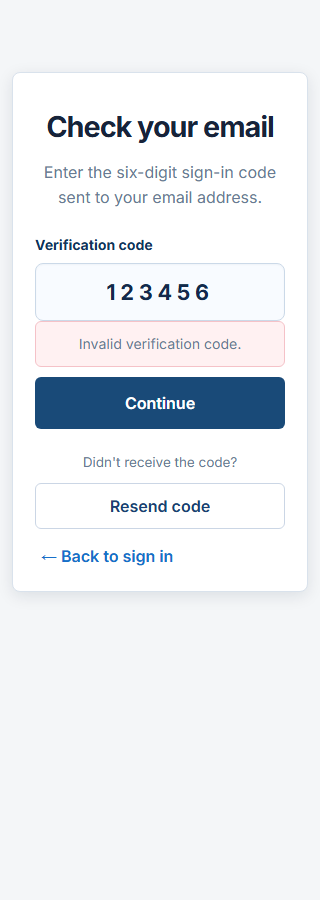 Check your email
Enter the six-digit sign-in code
sent to your email address.
Verification code
123456
Invalid verification code.
Continue
Didn't receive the code?
Resend code
← Back to sign in